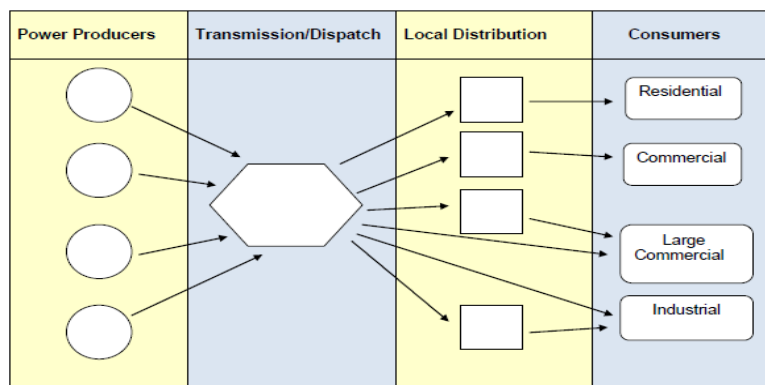 Power Producers
Transmission/Dispatch
Local Distribution
Consumers
Residential
Commercial
Large
Commercial
Industrial